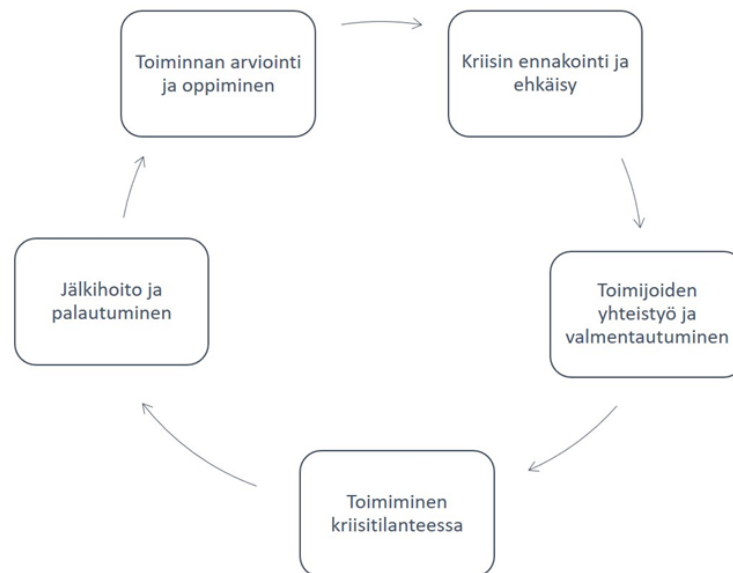 Toiminnan arviointi
ja oppiminen
Kriisin ennakointi ja
ehkäisy
Toimijoiden
yhteistyö ja
valmentautuminen
Toimiminen
kriisitilanteessa
Jälkihoito ja
palautuminen